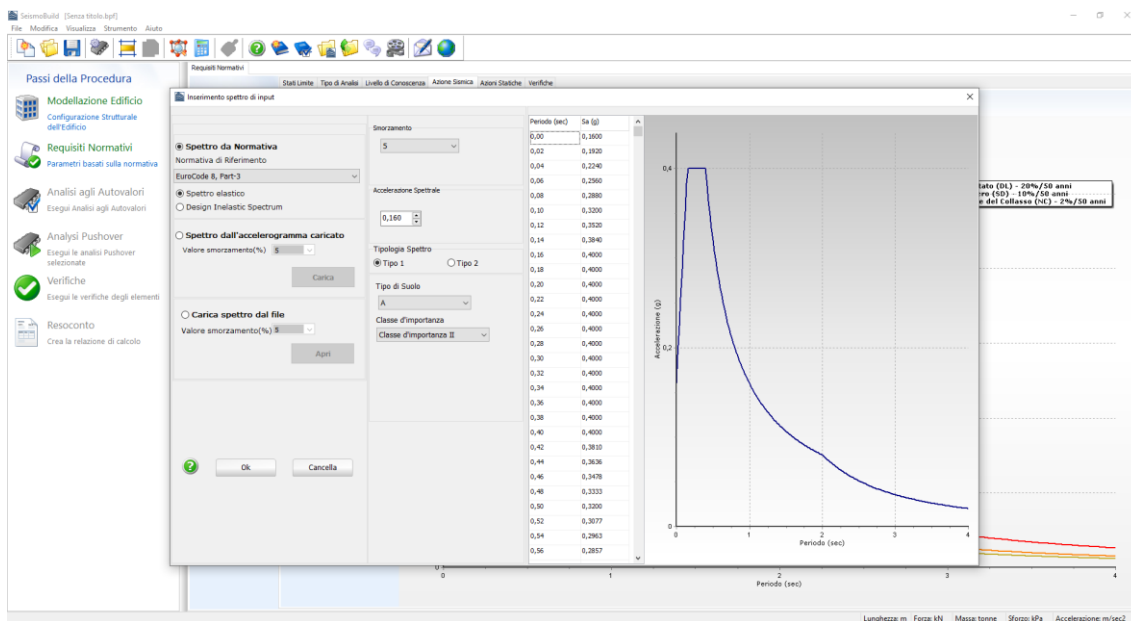 SeismoBuild [Senza titolo.bpf]
File Modifica Visualizza Strumento Aiuto
Passi della Procedura
Modellazione Edificio
Configurazione Strutturale
dell'Edificio
Requisiti Normativi
Parametri basati sulla normativa
Analisi agli Autovalori
Esegui Analisi agli Autovalori
Analysi Pushover
Esegui le analisi Pushover
selezionate
Verifiche
Esegui le verifiche degli elementi
Resoconto
Crea la relazione di calcolo
Requisiti Normativi
Stati Limite Tipo di Analisi Livello di Conoscenza Azione Sismica Azioni Statiche Verifiche
Inserimento spettro di input
Spettro da Normativa
Normativa di Riferimento
EuroCode 8, Part-3
Spettro elastico
Design Inelastic Spectrum
Spettro dall'accelerogramma caricato
Valore smorzamento(%) 5
Carica
Carica spettro dal file
Valore smorzamento(%) 5
Apri
Ok Cancella
Smorzamento
5
Accelerazione Spettrale
0,160
Tipologia Spettro
Tipo 1 Tipo 2
Tipo di Suolo
A
Classe d'importanza
Classe d'importanza II
Periodo (sec) Sa (g)
0,00 0,1600
0,02 0,1920
0,04 0,2240
0,06 0,2560
0,08 0,2880
0,10 0,3200
0,12 0,3520
0,14 0,3840
0,16 0,4000
0,18 0,4000
0,20 0,4000
0,22 0,4000
0,24 0,4000
0,26 0,4000
0,28 0,4000
0,30 0,4000
0,32 0,4000
0,34 0,4000
0,36 0,4000
0,38 0,4000
0,40 0,4000
0,42 0,3810
0,44 0,3636
0,46 0,3478
0,48 0,3333
0,50 0,3200
0,52 0,3077
0,54 0,2963
0,56 0,2857
0,4
0,2
0
Accelerazione (g)
0 1 2 3 4
Periodo (sec)
tato (DL) - 20%/50 anni
ro (SD) - 10%/50 anni
e del Collasso (NC) - 2%/50 anni
0
0 1 2 3 4
Periodo (sec)
Lunghezza: m Forza: kN Massa: tonne Sforzo: kPa Accelerazione: m/sec2